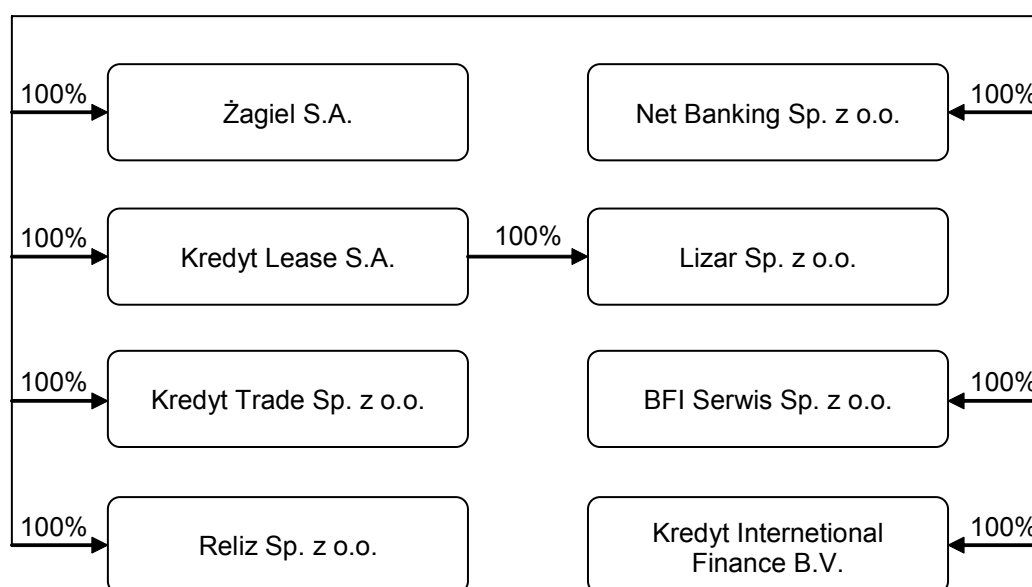 100%
Żagiel S.A.
Net Banking Sp. z o.o.
100%
100%
Kredyt Lease S.A.
100%
Lizar Sp. z o.o.
100%
Kredyt Trade Sp. z o.o.
BFI Serwis Sp. z o.o.
100%
100%
Reliz Sp. z o.o.
Kredyt Internetional
Finance B.V.
100%